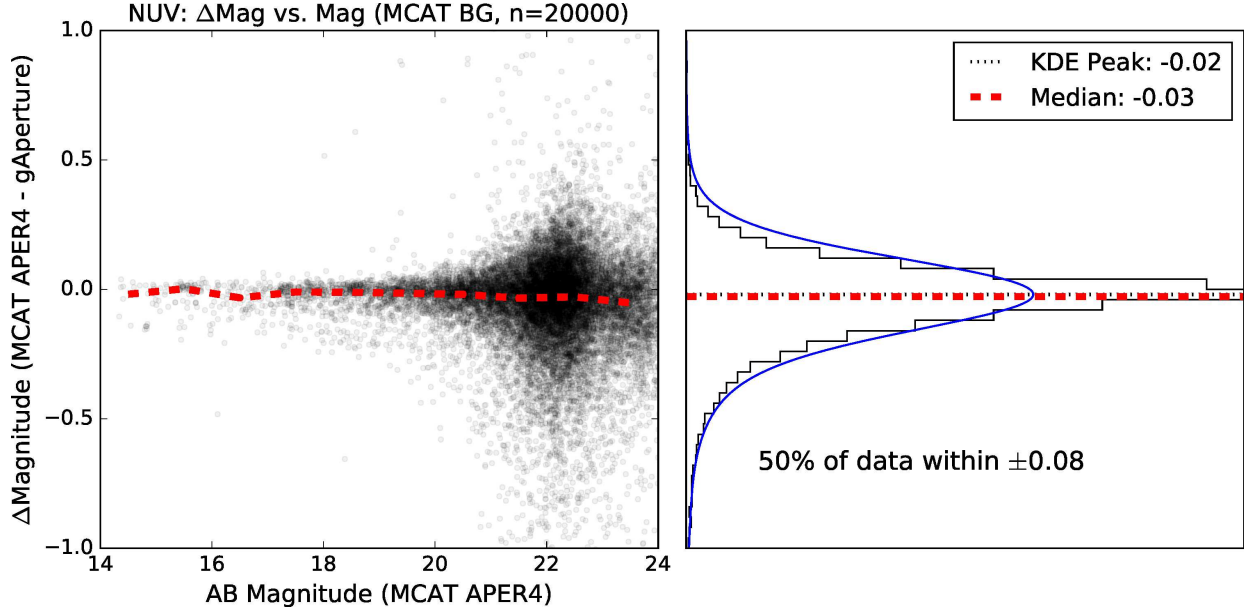 NUV: ΔMag vs. Mag (MCAT BG, n=20000)
ΔMagnitude (MCAT APER4 - gAperture)
1.0
0.5
0.0
−0.5
−1.0
14 16 18 20 22 24
AB Magnitude (MCAT APER4)
KDE Peak: -0.02
Median: -0.03
50% of data within ±0.08